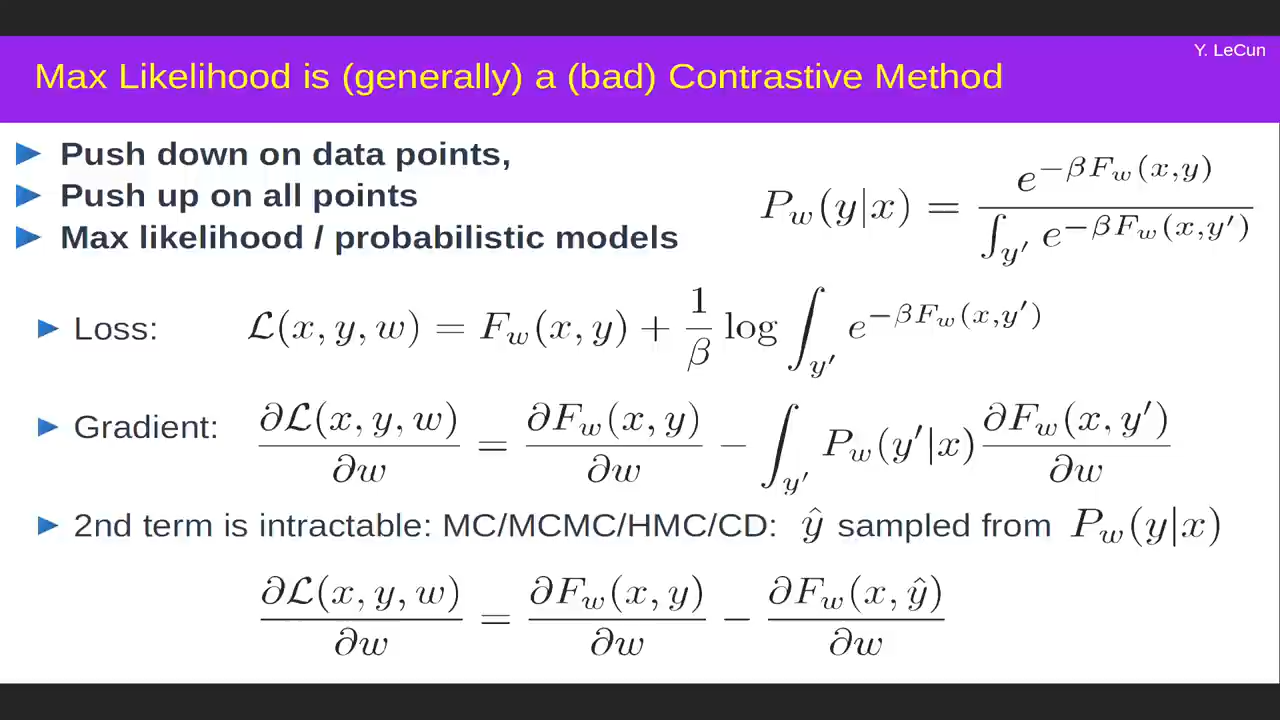 Y. LeCun
Max Likelihood is (generally) a (bad) Contrastive Method
► Push down on data points,
► Push up on all points
► Max likelihood / probabilistic models
P_w(y|x) = e^{−βF_w(x,y)} / ∫_{y′} e^{−βF_w(x,y′)}
► Loss: ℒ(x, y, w) = F_w(x, y) + 1/β log ∫_{y′} e^{−βF_w(x,y′)}
► Gradient: ∂ℒ(x, y, w)/∂w = ∂F_w(x, y)/∂w − ∫_{y′} P_w(y′|x) ∂F_w(x, y′)/∂w
► 2nd term is intractable: MC/MCMC/HMC/CD: ŷ sampled from P_w(y|x)
∂ℒ(x, y, w)/∂w = ∂F_w(x, y)/∂w − ∂F_w(x, ŷ)/∂w